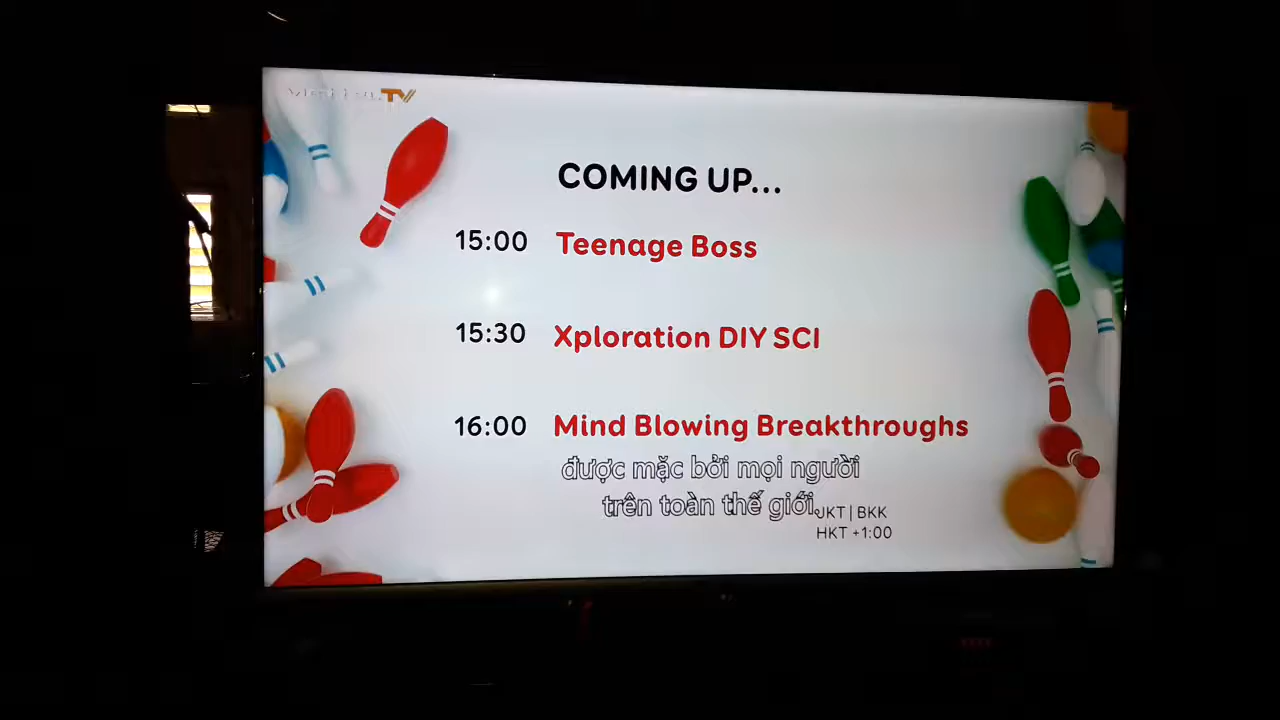 TV
COMING UP...
15:00 Teenage Boss
15:30 Xploration DIY SCI
16:00 Mind Blowing Breakthroughs
được mặc bởi mọi người
trên toàn thế giới.
JKT | BKK
HKT +1:00